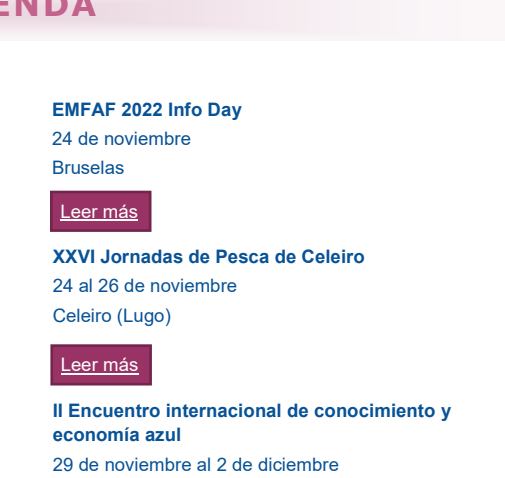 ENDA
EMFAF 2022 Info Day
24 de noviembre
Bruselas
Leer más
XXVI Jornadas de Pesca de Celeiro
24 al 26 de noviembre
Celeiro (Lugo)
Leer más
II Encuentro internacional de conocimiento y
economía azul
29 de noviembre al 2 de diciembre